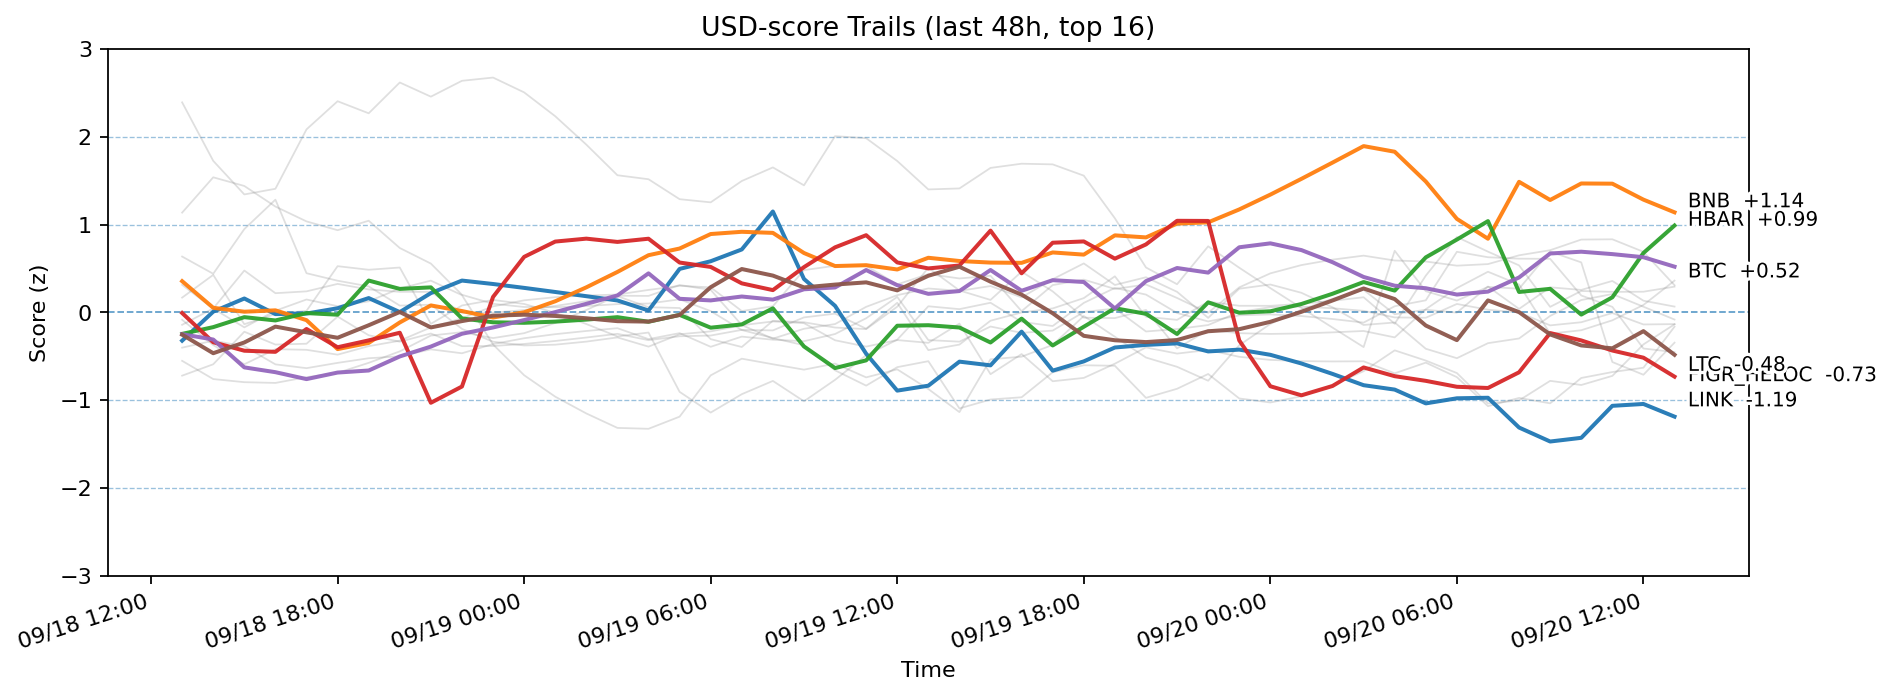 USD-score Trails (last 48h, top 16)
Score (z)
3
2
1
0
−1
−2
−3
BNB +1.14
HBAR +0.99
BTC +0.52
LTC -0.48
-0.73
LINK -1.19
09/18 12:00
09/18 18:00
09/19 00:00
09/19 06:00
09/19 12:00
09/19 18:00
09/20 00:00
09/20 06:00
09/20 12:00
Time